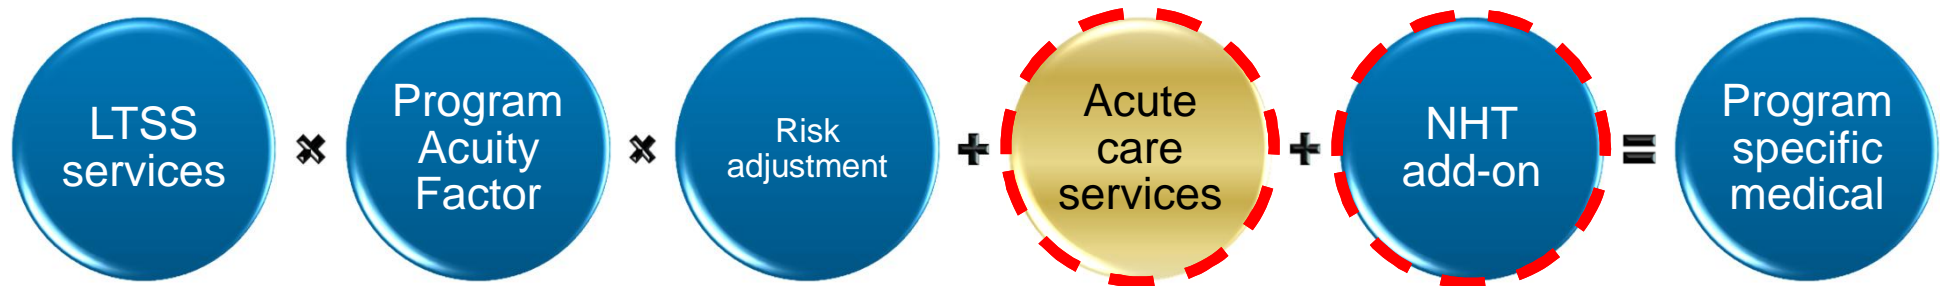 LTSS
services
×
Program
Acuity
Factor
×
Risk
adjustment
+
Acute
care
services
+
NHT
add-on
=
Program
specific
medical